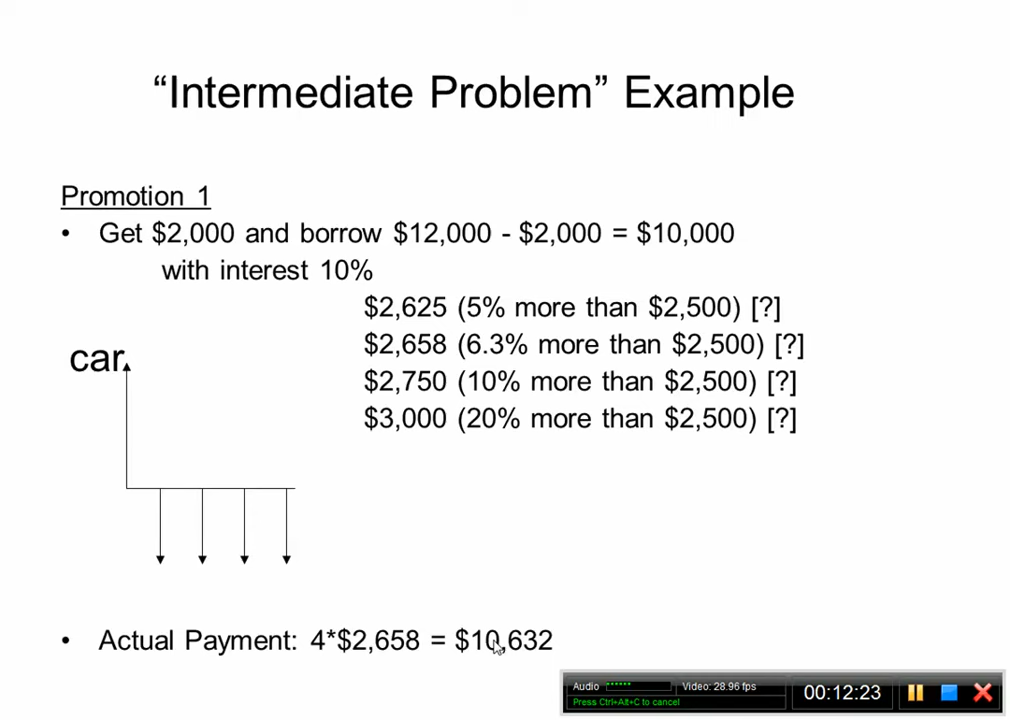 “Intermediate Problem” Example
Promotion 1
• Get $2,000 and borrow $12,000 - $2,000 = $10,000
with interest 10%
$2,625 (5% more than $2,500) [?]
$2,658 (6.3% more than $2,500) [?]
$2,750 (10% more than $2,500) [?]
$3,000 (20% more than $2,500) [?]
car
• Actual Payment: 4*$2,658 = $10,632
Audio Video: 28.96 fps
Press Ctrl+Alt+C to cancel
00:12:23